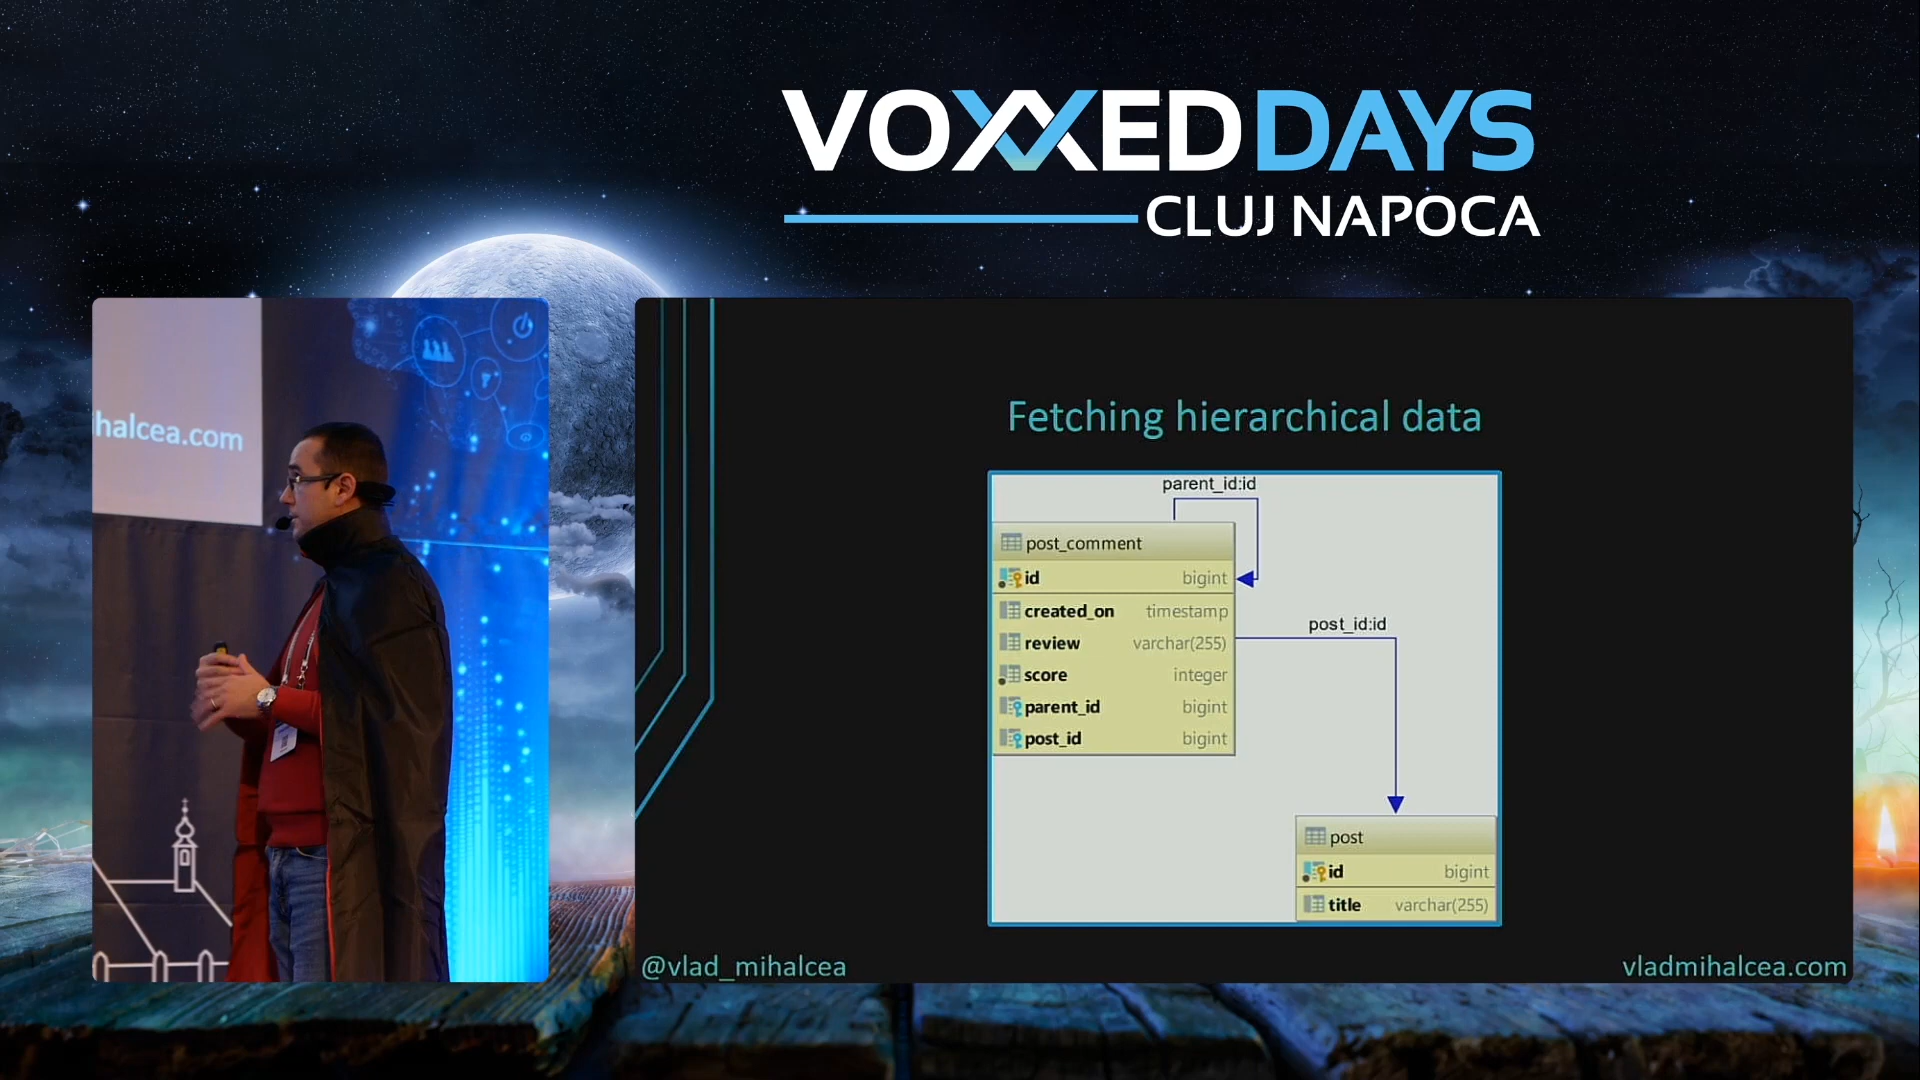 VOXXED DAYS
CLUJ NAPOCA
halcea.com
Fetching hierarchical data
parent_id:id
post_comment
id bigint
created_on timestamp
review varchar(255)
score integer
parent_id bigint
post_id bigint
post_id:id
post
id bigint
title varchar(255)
@vlad_mihalcea
vladmihalcea.com